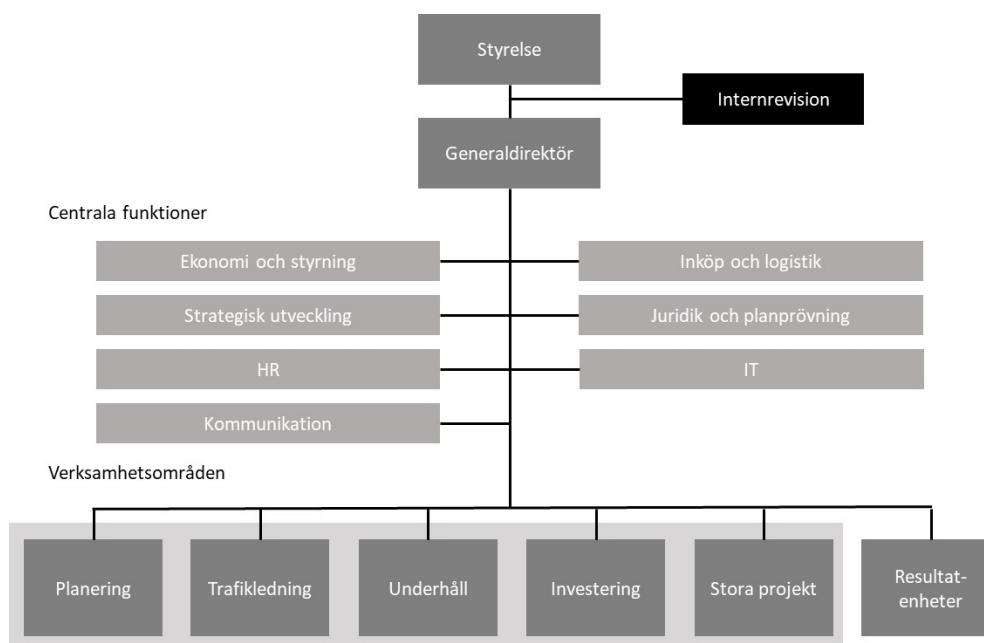 Styrelse
Internrevision
Generaldirektör
Centrala funktioner
Ekonomi och styrning
Inköp och logistik
Strategisk utveckling
Juridik och planprövning
HR
IT
Kommunikation
Verksamhetsområden
Planering
Trafikledning
Underhåll
Investering
Stora projekt
Resultat-
enheter